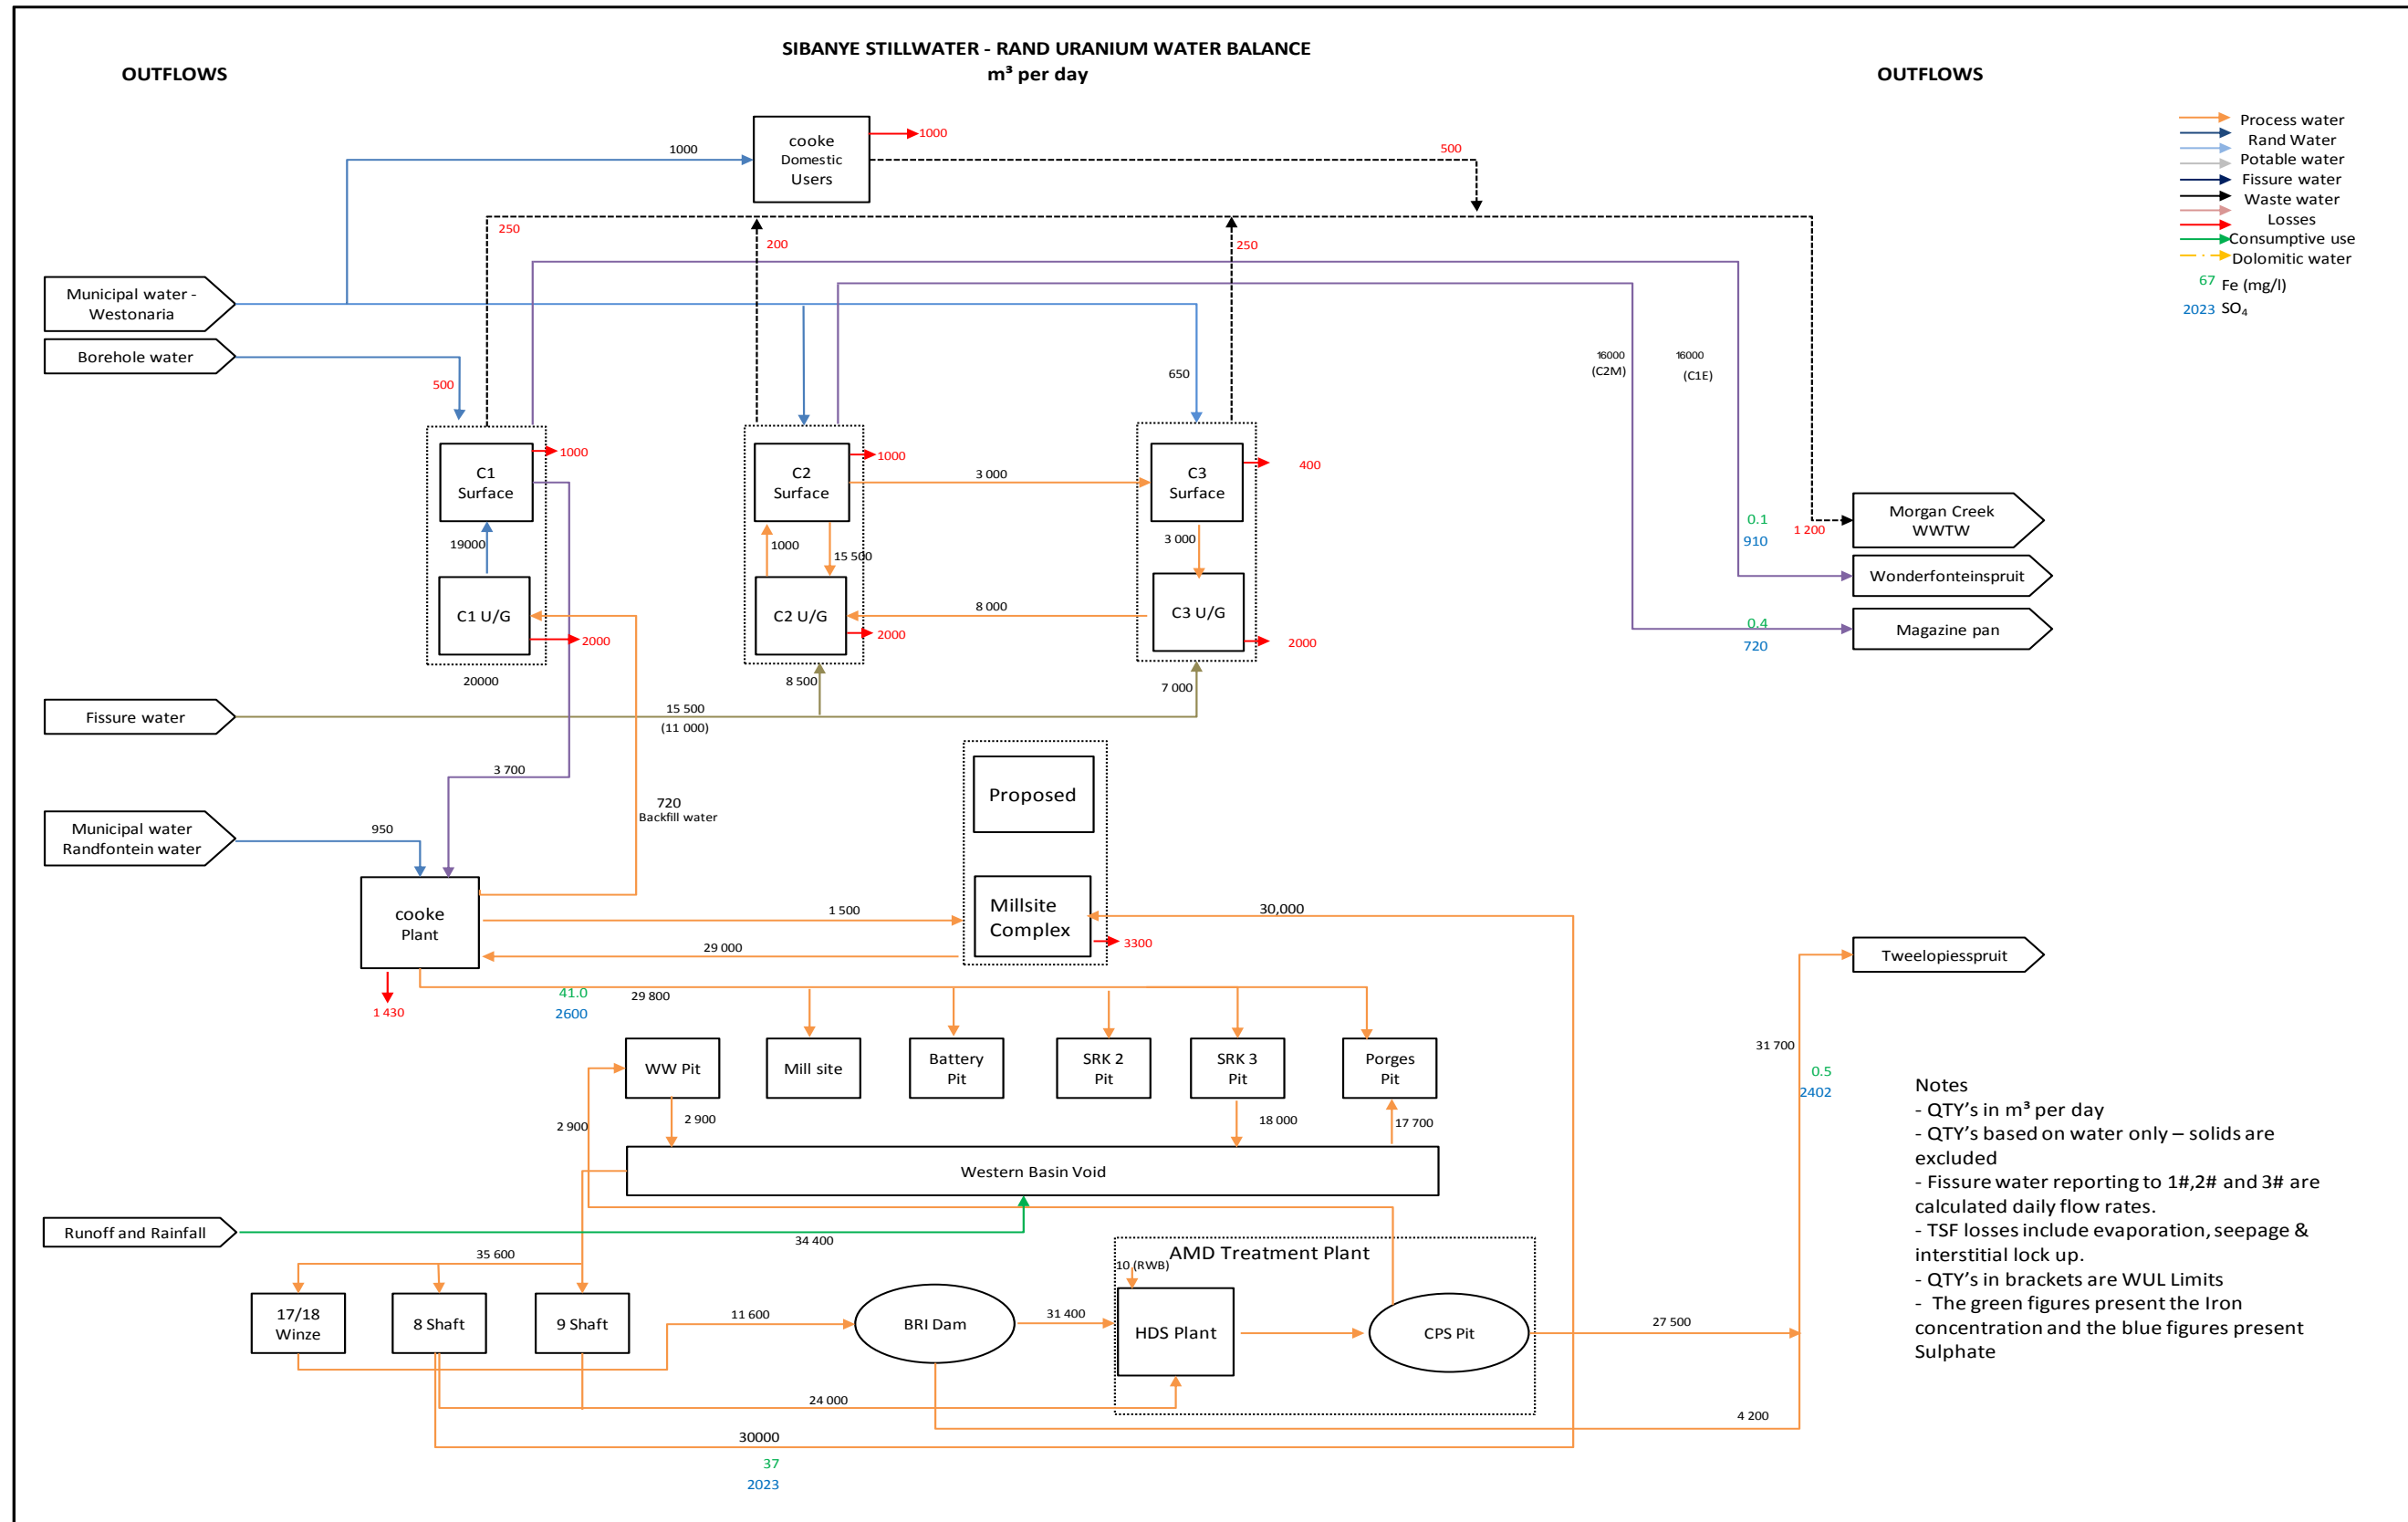 SIBANYE STILLWATER - RAND URANIUM WATER BALANCE
m³ per day
OUTFLOWS
OUTFLOWS
Process water
Rand Water
Potable water
Fissure water
Waste water
Losses
Consumptive use
Dolomitic water
67 Fe (mg/l)
2023 SO₄
cooke
Domestic
Users
1000
1000
500
250
200
250
Municipal water -
Westonaria
Borehole water
500
650
16000
(C2M)
16000
(C1E)
C1
Surface
1000
C2
Surface
1000
3 000
C3
Surface
400
19000
1000
15 500
3 000
C1 U/G
2000
C2 U/G
2000
8 000
C3 U/G
2000
20000
8 500
7 000
0.1
910
1 200
Morgan Creek
WWTW
Wonderfonteinspruit
0.4
720
Magazine pan
Fissure water
15 500
(11 000)
3 700
720
Backfill water
Proposed
Municipal water
Randfontein water
950
cooke
Plant
1 500
29 000
Millsite
Complex
3300
30,000
1 430
41.0
2600
29 800
Tweelopiesspruit
WW Pit
Mill site
Battery
Pit
SRK 2
Pit
SRK 3
Pit
Porges
Pit
2 900
2 900
18 000
17 700
31 700
0.5
2402
Western Basin Void
Runoff and Rainfall
34 400
35 600
17/18
Winze
8 Shaft
9 Shaft
11 600
BRI Dam
31 400
AMD Treatment Plant
10 (RWB)
HDS Plant
CPS Pit
27 500
24 000
4 200
30000
37
2023
Notes
- QTY's in m³ per day
- QTY's based on water only – solids are
excluded
- Fissure water reporting to 1#,2# and 3# are
calculated daily flow rates.
- TSF losses include evaporation, seepage &
interstitial lock up.
- QTY's in brackets are WUL Limits
- The green figures present the Iron
concentration and the blue figures present
Sulphate